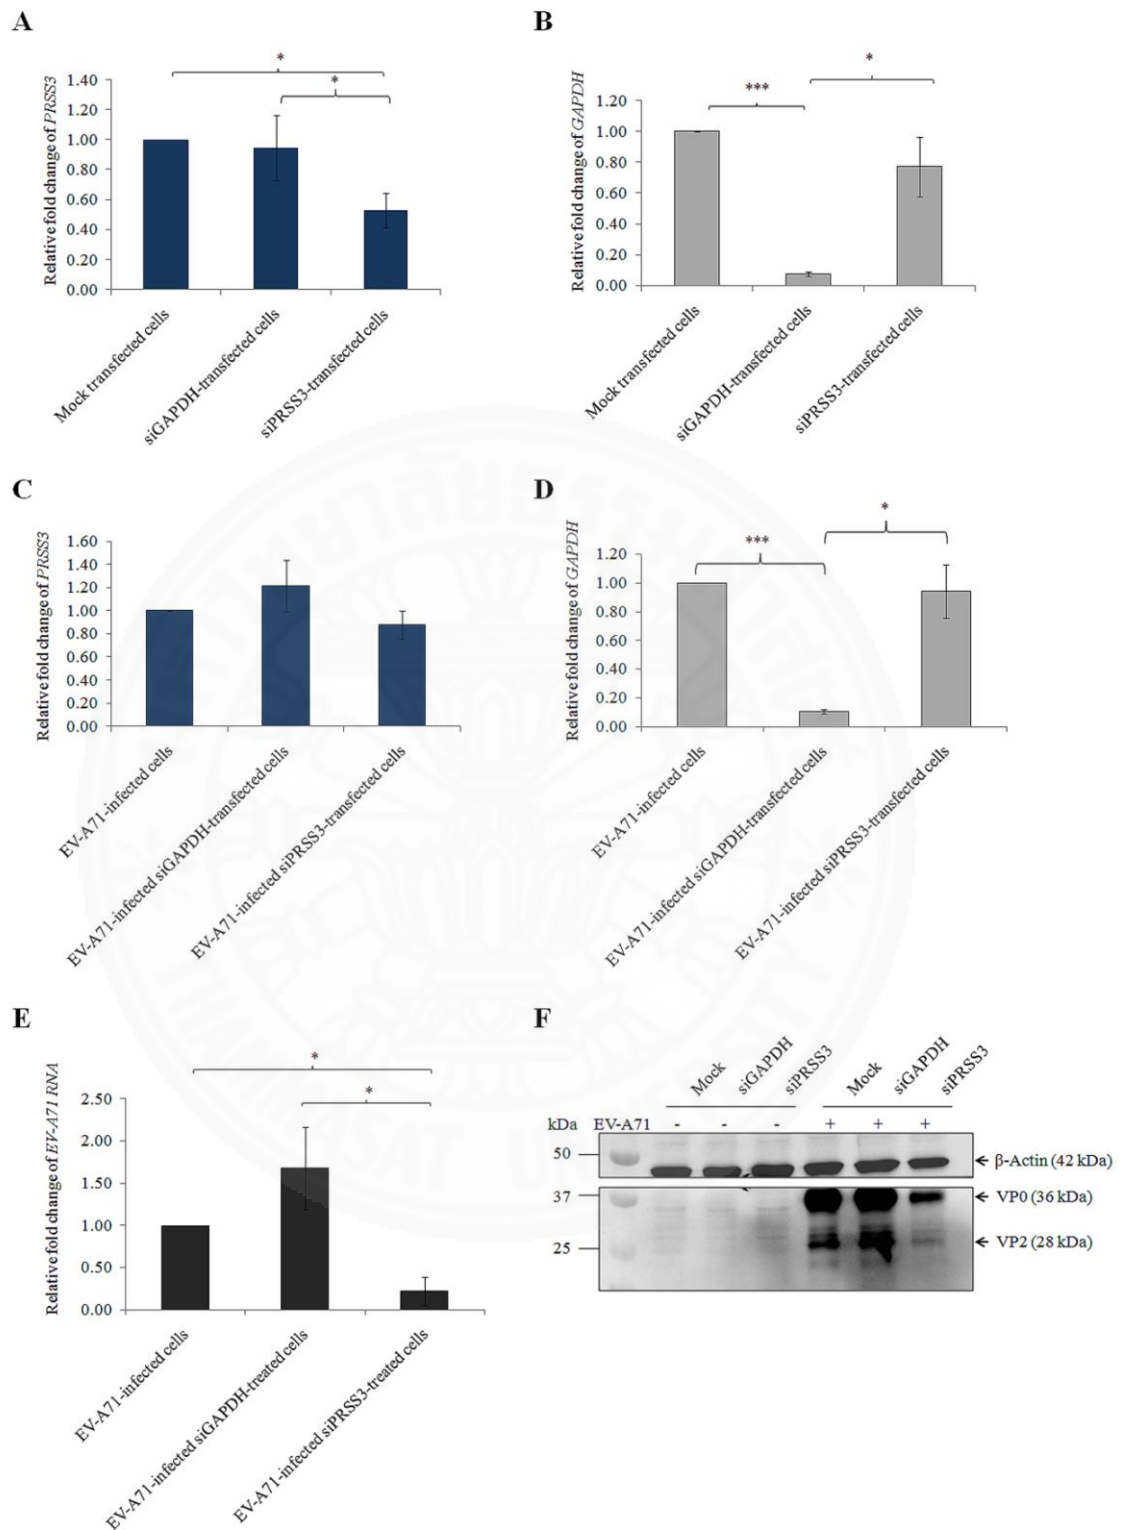 A
Relative fold change of PRSS3
1.40
1.20
1.00
0.80
0.60
0.40
0.20
0.00
*
*
Mock transfected cells
siGAPDH-transfected cells
siPRSS3-transfected cells
B
Relative fold change of GAPDH
1.20
1.00
0.80
0.60
0.40
0.20
0.00
***
*
Mock transfected cells
siGAPDH-transfected cells
siPRSS3-transfected cells
C
Relative fold change of PRSS3
1.60
1.40
1.20
1.00
0.80
0.60
0.40
0.20
0.00
EV-A71-infected cells
EV-A71-infected siGAPDH-transfected cells
EV-A71-infected siPRSS3-transfected cells
D
Relative fold change of GAPDH
1.20
1.00
0.80
0.60
0.40
0.20
0.00
***
*
EV-A71-infected cells
EV-A71-infected siGAPDH-transfected cells
EV-A71-infected siPRSS3-transfected cells
E
Relative fold change of EV-A71 RNA
2.50
2.00
1.50
1.00
0.50
0.00
*
*
EV-A71-infected cells
EV-A71-infected siGAPDH-treated cells
EV-A71-infected siPRSS3-treated cells
F
Mock siGAPDH siPRSS3 Mock siGAPDH siPRSS3
kDa EV-A71 - - - + + +
50 β-Actin (42 kDa)
37 VP0 (36 kDa)
25 VP2 (28 kDa)